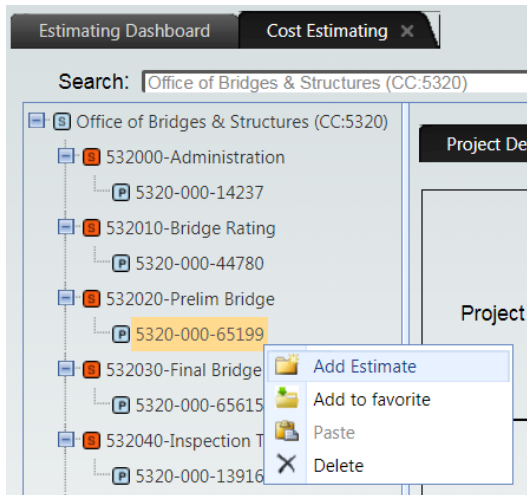 Estimating Dashboard
Cost Estimating
Search: Office of Bridges & Structures (CC:5320)
S Office of Bridges & Structures (CC:5320)
Project De
S 532000-Administration
P 5320-000-14237
S 532010-Bridge Rating
P 5320-000-44780
S 532020-Prelim Bridge
Project
P 5320-000-65199
S 532030-Final Bridge
Add Estimate
P 5320-000-65615
Add to favorite
S 532040-Inspection T
Paste
P 5320-000-13916
Delete